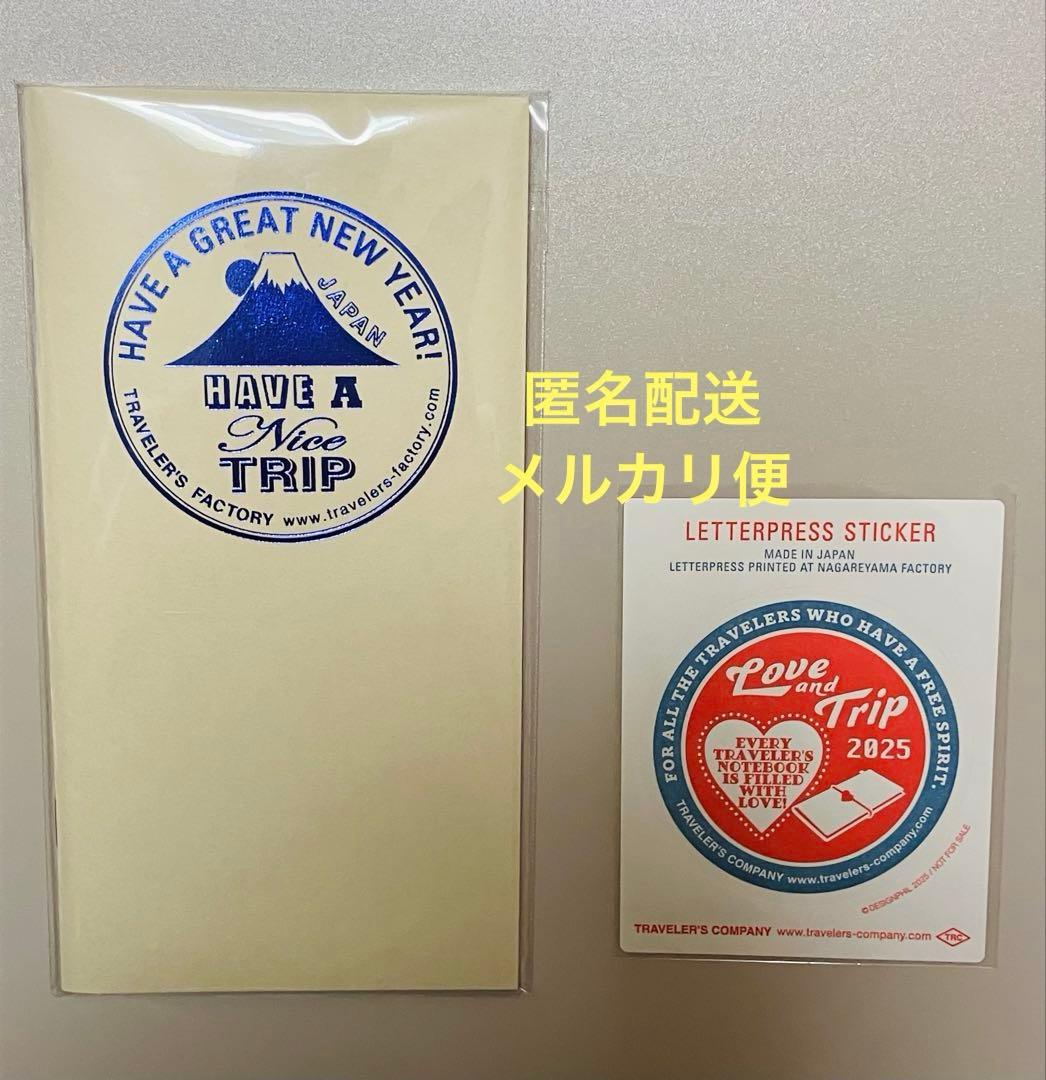 HAVE A GREAT NEW YEAR!
JAPAN
HAVE A
Nice
TRIP
TRAVELER'S FACTORY www.travelers-factory.com
匿名配送
メルカリ便
LETTERPRESS STICKER
MADE IN JAPAN
LETTERPRESS PRINTED AT NAGAREYAMA FACTORY
FOR ALL THE TRAVELERS WHO HAVE A FREE SPIRIT.
Love
and
Trip
2025
EVERY
TRAVELER'S
NOTEBOOK
IS FILLED
WITH
LOVE!
TRAVELER'S COMPANY www.travelers-company.com
©DESIGNPHIL 2025 / NOT FOR SALE
TRAVELER'S COMPANY www.travelers-company.com TRC